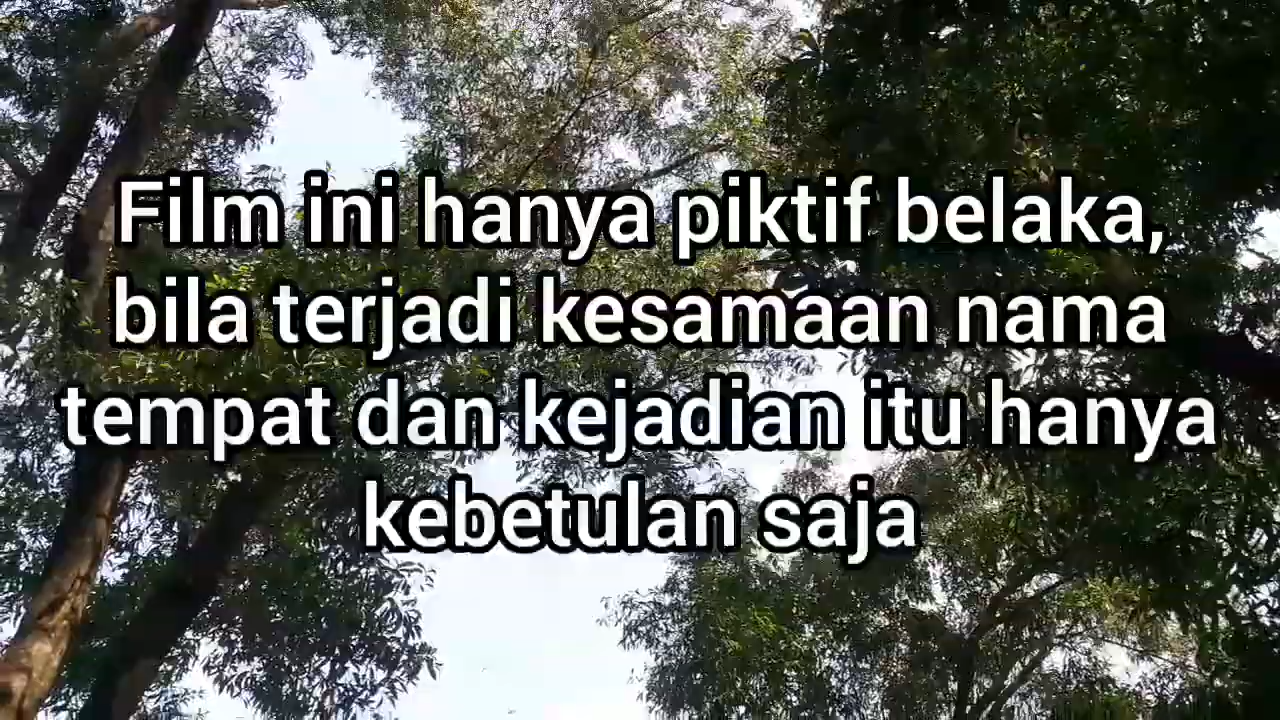 Film ini hanya piktif belaka,
bila terjadi kesamaan nama
tempat dan kejadian itu hanya
kebetulan saja